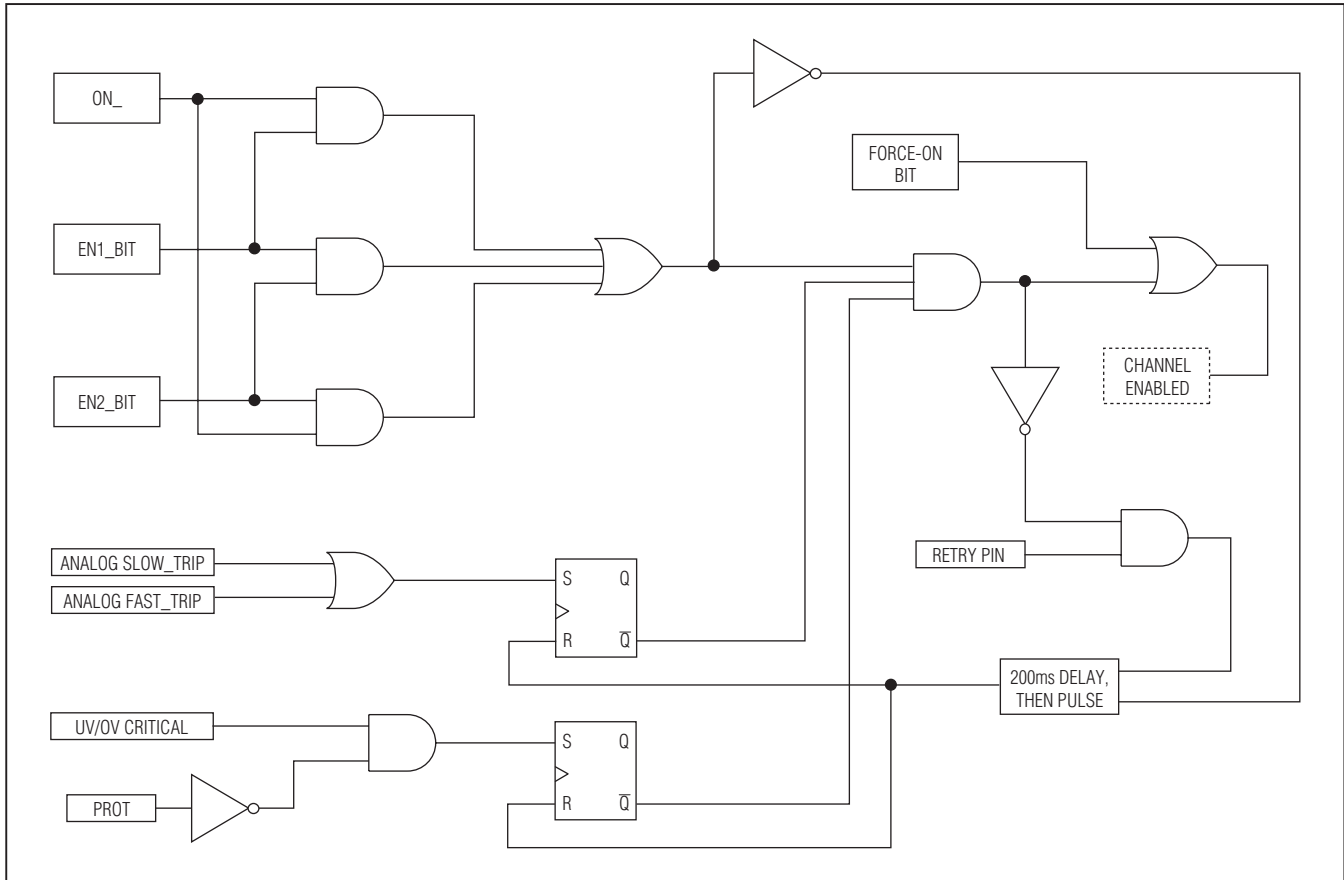 ON_
FORCE-ON
BIT
EN1_BIT
CHANNEL
ENABLED
EN2_BIT
RETRY PIN
ANALOG SLOW_TRIP
ANALOG FAST_TRIP
S Q
R Q̅
200ms DELAY,
THEN PULSE
UV/OV CRITICAL
PROT
S Q
R Q̅